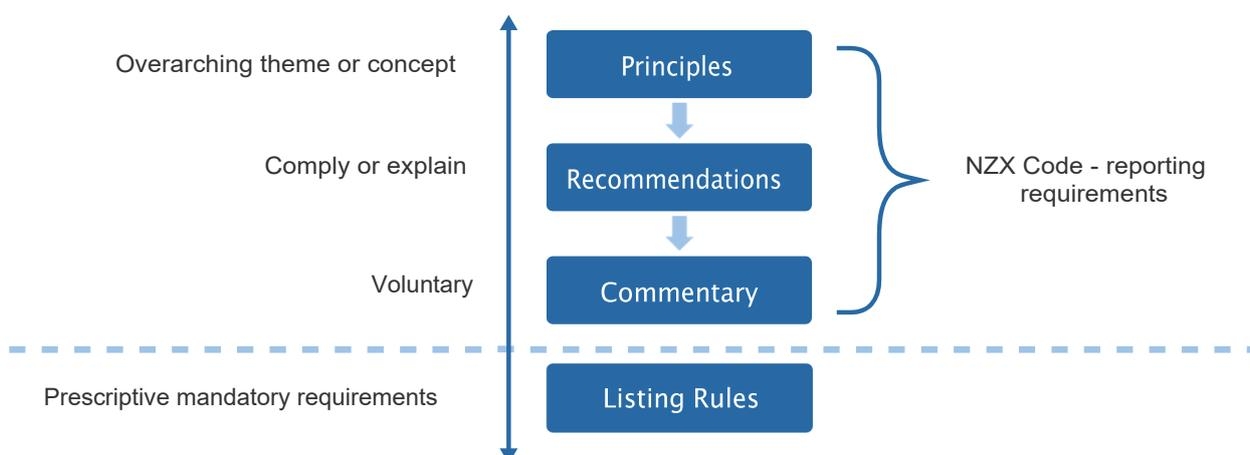 Overarching theme or concept
Principles
Comply or explain
Recommendations
NZX Code - reporting
requirements
Voluntary
Commentary
Prescriptive mandatory requirements
Listing Rules